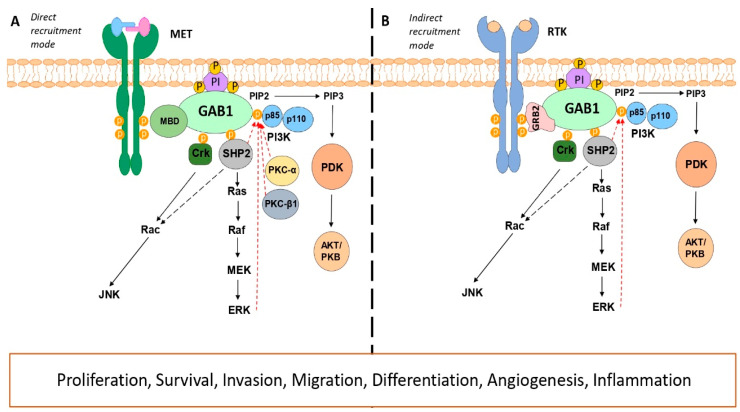 A
Direct
recruitment
mode
MET
P
PI
P
P
PIP2
PIP3
P
P
P
P
MBD
GAB1
P
p85
p110
PI3K
P
P
Crk
SHP2
PKC-α
PKC-β1
PDK
Ras
Rac
Raf
AKT/
PKB
MEK
JNK
ERK
B
Indirect
recruitment
mode
RTK
P
PI
P
P
PIP2
PIP3
P
P
P
P
GRB2
GAB1
P
p85
p110
PI3K
P
P
Crk
SHP2
PDK
Ras
Rac
Raf
AKT/
PKB
MEK
JNK
ERK
Proliferation, Survival, Invasion, Migration, Differentiation, Angiogenesis, Inflammation